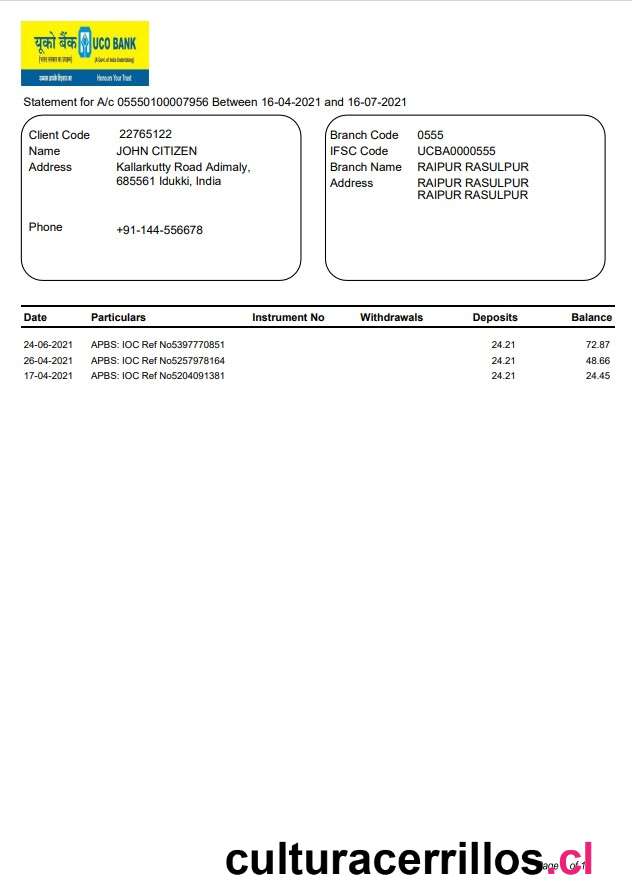 यूको बैंक UCO BANK
(भारत सरकार का उपक्रम) (A Govt. of India Undertaking)
सम्मान आपके विश्वास का Honours Your Trust
Statement for A/c 05550100007956 Between 16-04-2021 and 16-07-2021
Client Code 22765122
Name JOHN CITIZEN
Address Kallarkutty Road Adimaly,
685561 Idukki, India
Phone +91-144-556678
Branch Code 0555
IFSC Code UCBA0000555
Branch Name RAIPUR RASULPUR
Address RAIPUR RASULPUR
RAIPUR RASULPUR
Date Particulars Instrument No Withdrawals Deposits Balance
24-06-2021 APBS: IOC Ref No5397770851 24.21 72.87
26-04-2021 APBS: IOC Ref No5257978164 24.21 48.66
17-04-2021 APBS: IOC Ref No5204091381 24.21 24.45
culturacerrillos.cl
of 1